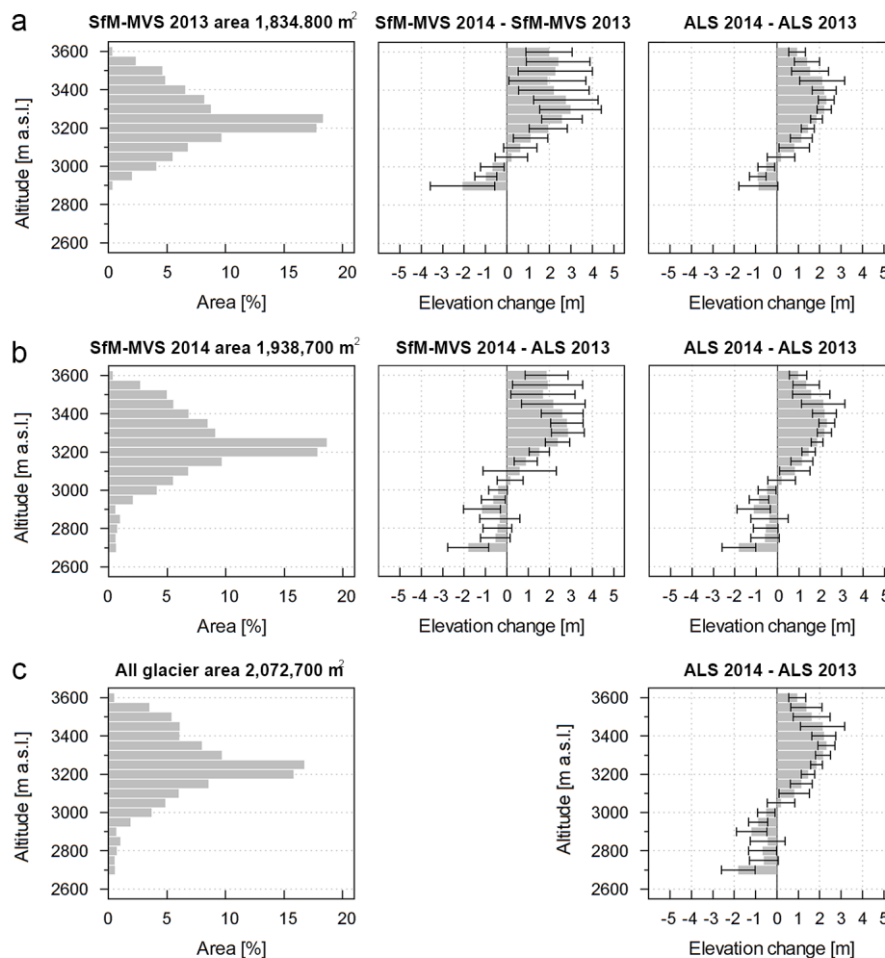 a
SfM-MVS 2013 area 1,834.800 m²
SfM-MVS 2014 - SfM-MVS 2013
ALS 2014 - ALS 2013
Altitude [m a.s.l.]
3600
3400
3200
3000
2800
2600
0 5 10 15 20
-5 -4 -3 -2 -1 0 1 2 3 4 5
-5 -4 -3 -2 -1 0 1 2 3 4 5
Area [%]
Elevation change [m]
Elevation change [m]
b
SfM-MVS 2014 area 1,938,700 m²
SfM-MVS 2014 - ALS 2013
ALS 2014 - ALS 2013
Altitude [m a.s.l.]
3600
3400
3200
3000
2800
2600
0 5 10 15 20
-5 -4 -3 -2 -1 0 1 2 3 4 5
-5 -4 -3 -2 -1 0 1 2 3 4 5
Area [%]
Elevation change [m]
Elevation change [m]
c
All glacier area 2,072,700 m²
ALS 2014 - ALS 2013
Altitude [m a.s.l.]
3600
3400
3200
3000
2800
2600
Altitude [m a.s.l.]
3600
3400
3200
3000
2800
2600
0 5 10 15 20
-5 -4 -3 -2 -1 0 1 2 3 4 5
Area [%]
Elevation change [m]